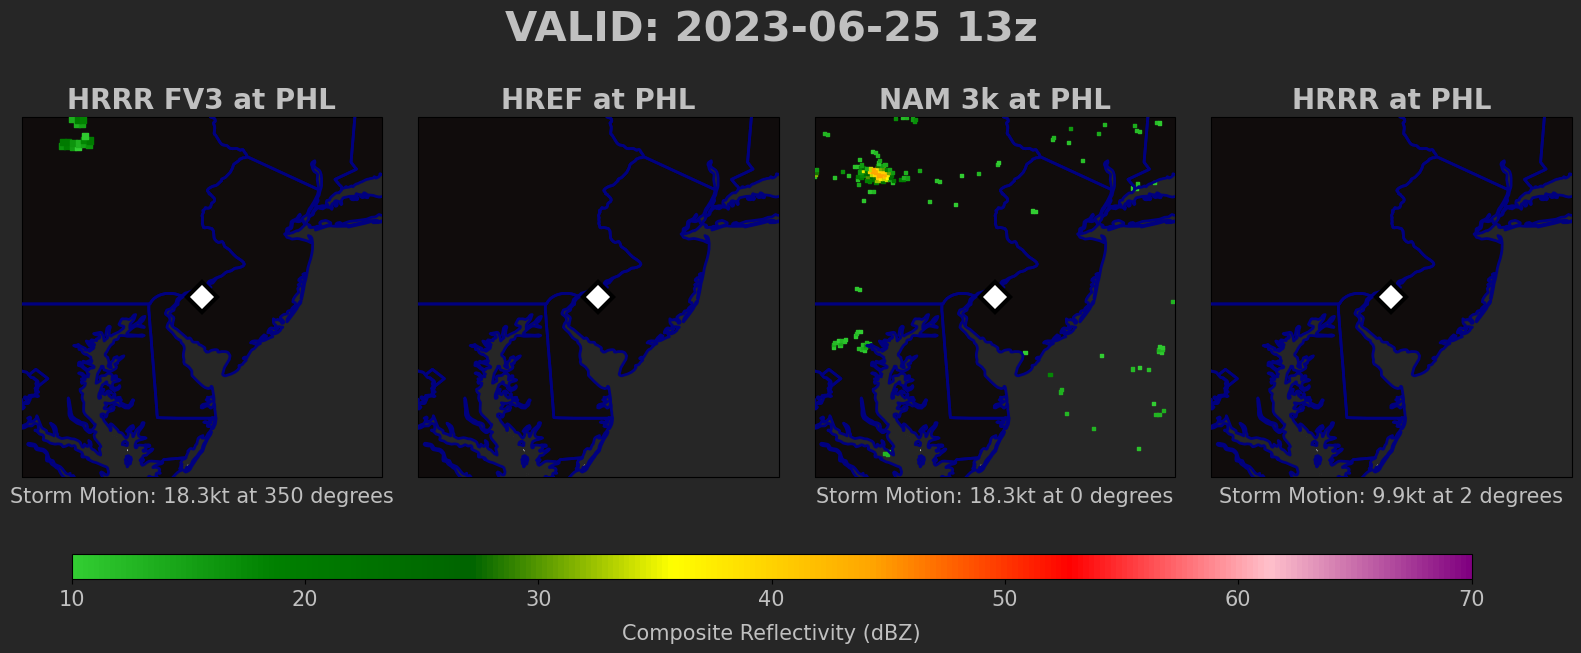 VALID: 2023-06-25 13z
HRRR FV3 at PHL
HREF at PHL
NAM 3k at PHL
HRRR at PHL
Storm Motion: 18.3kt at 350 degrees
Storm Motion: 18.3kt at 0 degrees
Storm Motion: 9.9kt at 2 degrees
10 20 30 40 50 60 70
Composite Reflectivity (dBZ)